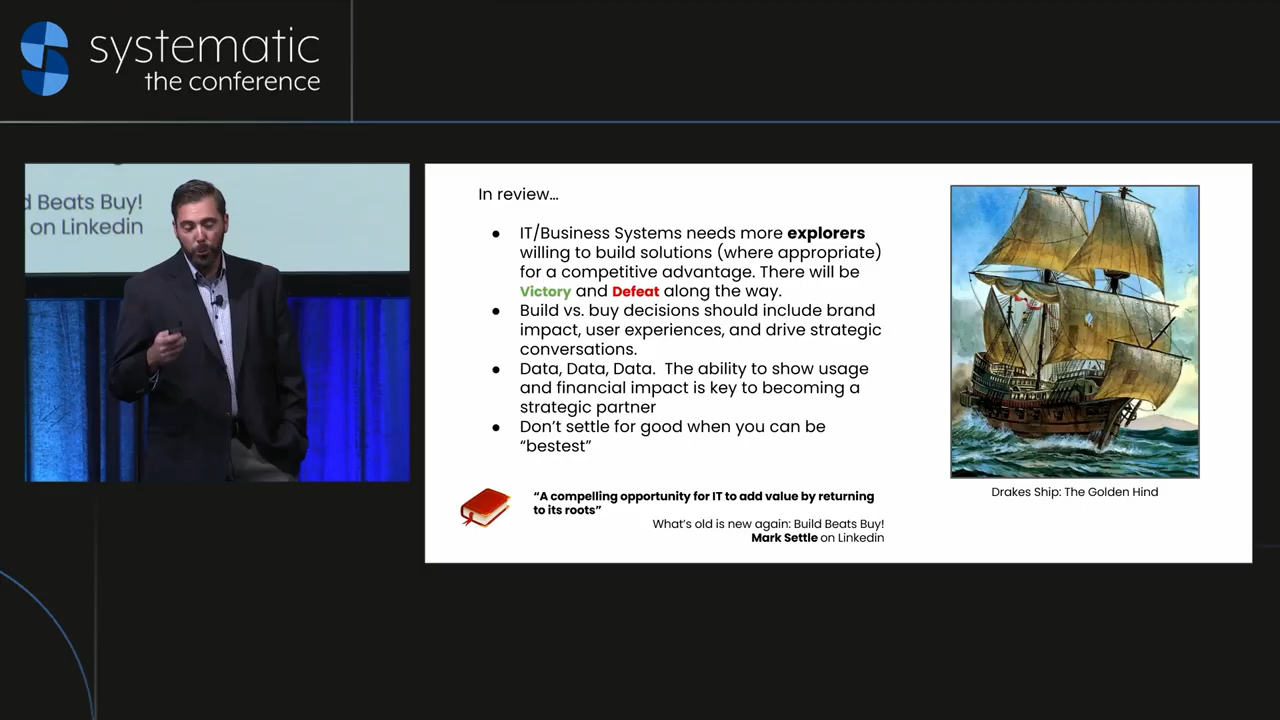 systematic
the conference
d Beats Buy!
on Linkedin
In review…
● IT/Business Systems needs more explorers
willing to build solutions (where appropriate)
for a competitive advantage. There will be
Victory and Defeat along the way.
● Build vs. buy decisions should include brand
impact, user experiences, and drive strategic
conversations.
● Data, Data, Data.  The ability to show usage
and financial impact is key to becoming a
strategic partner
● Don't settle for good when you can be
“bestest”
“A compelling opportunity for IT to add value by returning
to its roots”
What's old is new again: Build Beats Buy!
Mark Settle on Linkedin
Drakes Ship: The Golden Hind